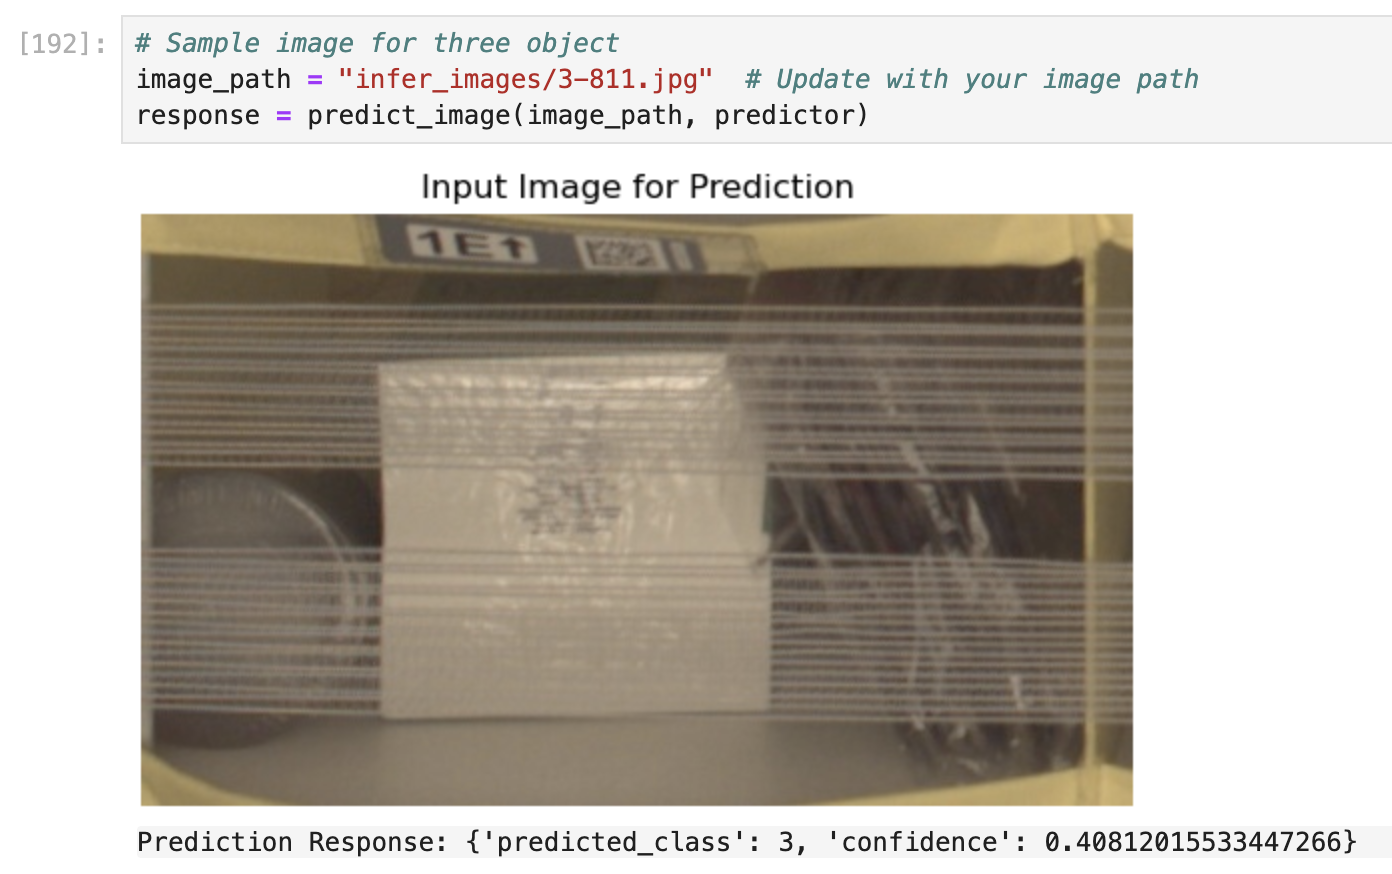 [192]:
# Sample image for three object
image_path = "infer_images/3-811.jpg"  # Update with your image path
response = predict_image(image_path, predictor)
Input Image for Prediction
1E↑
Prediction Response: {'predicted_class': 3, 'confidence': 0.40812015533447266}